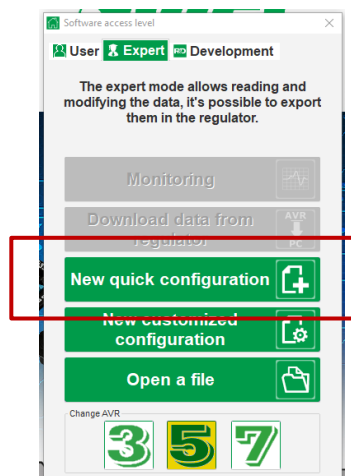 Software access level
User Expert R&D Development
The expert mode allows reading and
modifying the data, it's possible to export
them in the regulator.
Monitoring
Download data from
regulator
AVR
PC
New quick configuration
New customized
configuration
Open a file
Change AVR
3 5 7